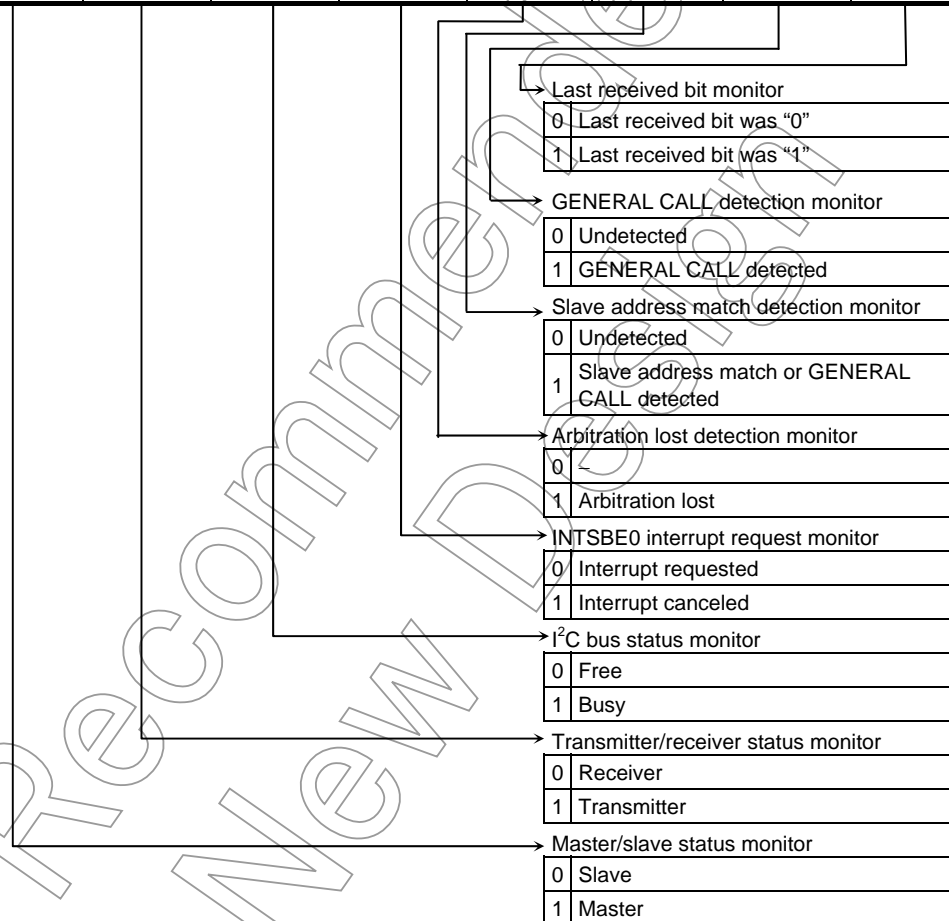 Last received bit monitor
0 Last received bit was “0”
1 Last received bit was “1”
GENERAL CALL detection monitor
0 Undetected
1 GENERAL CALL detected
Slave address match detection monitor
0 Undetected
1 Slave address match or GENERAL
CALL detected
Arbitration lost detection monitor
0 –
1 Arbitration lost
INTSBE0 interrupt request monitor
0 Interrupt requested
1 Interrupt canceled
I²C bus status monitor
0 Free
1 Busy
Transmitter/receiver status monitor
0 Receiver
1 Transmitter
Master/slave status monitor
0 Slave
1 Master
Recommende
New Design